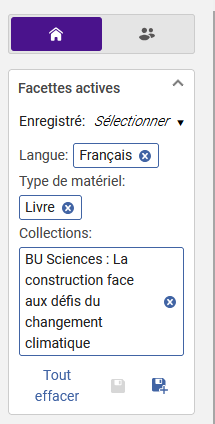 Facettes actives
Enregistré: Sélectionner
Langue: Français
Type de matériel:
Livre
Collections:
BU Sciences : La
construction face
aux défis du
changement
climatique
Tout
effacer